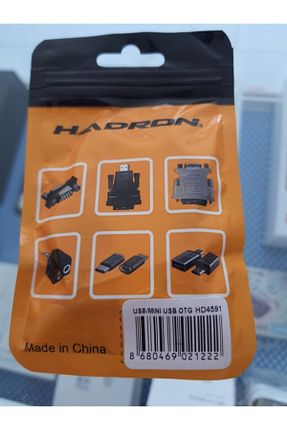 HADRON
USB/MINI USB OTG HD4591
8 680469 021222
Made in China